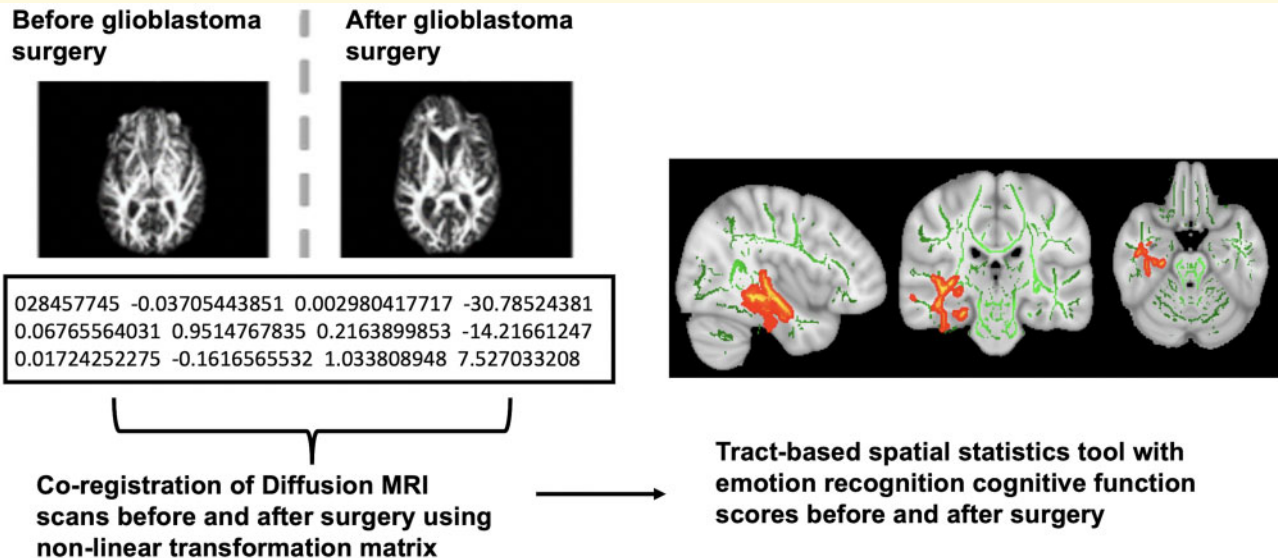 Before glioblastoma
surgery
After glioblastoma
surgery
028457745 -0.03705443851 0.002980417717 -30.78524381
0.06765564031 0.9514767835 0.2163899853 -14.21661247
0.01724252275 -0.1616565532 1.033808948 7.527033208
Co-registration of Diffusion MRI
scans before and after surgery using
non-linear transformation matrix
Tract-based spatial statistics tool with
emotion recognition cognitive function
scores before and after surgery